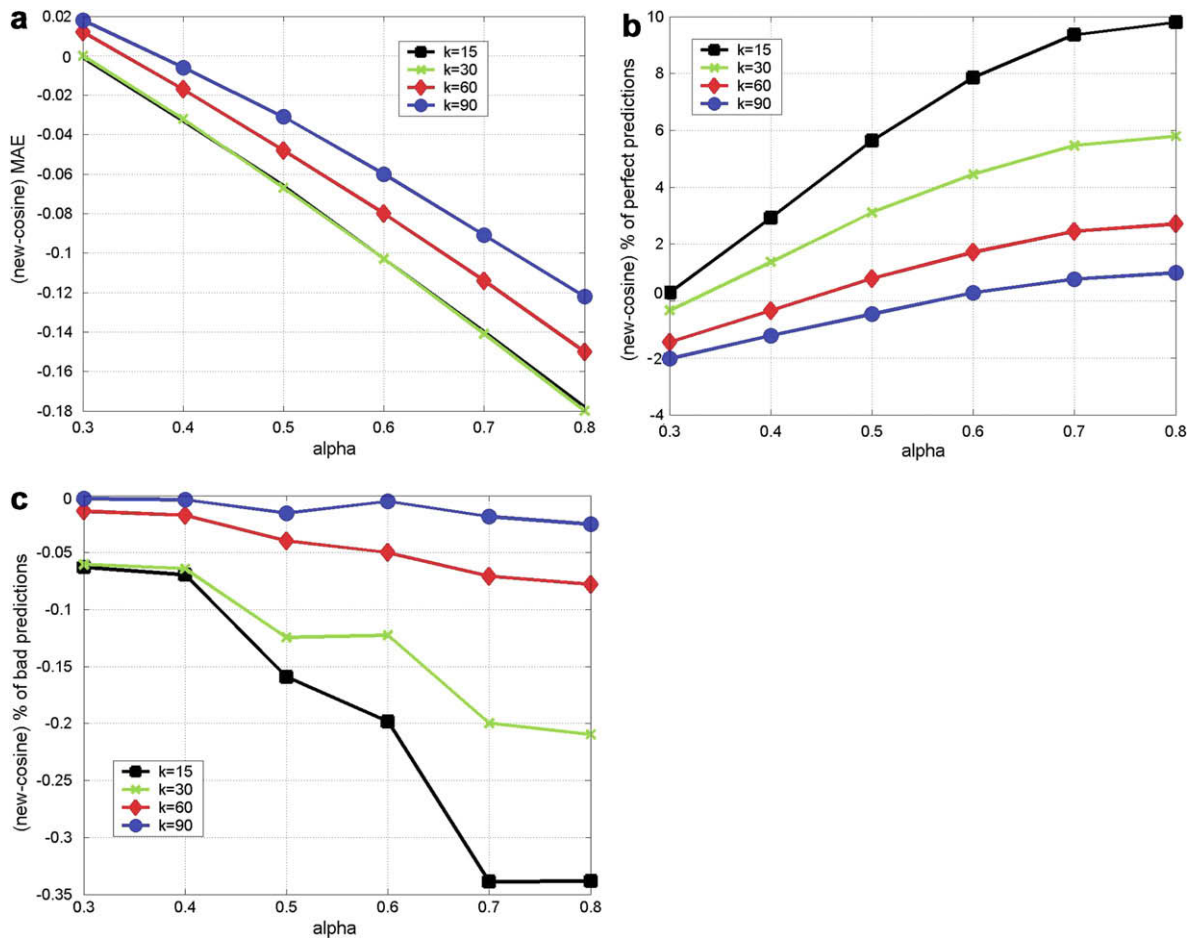 a
(new-cosine) MAE
0.02
0
-0.02
-0.04
-0.06
-0.08
-0.1
-0.12
-0.14
-0.16
-0.18
k=15
k=30
k=60
k=90
0.3 0.4 0.5 0.6 0.7 0.8
alpha
b
(new-cosine) % of perfect predictions
10
8
6
4
2
0
-2
-4
k=15
k=30
k=60
k=90
0.3 0.4 0.5 0.6 0.7 0.8
alpha
c
(new-cosine) % of bad predictions
0
-0.05
-0.1
-0.15
-0.2
-0.25
-0.3
-0.35
k=15
k=30
k=60
k=90
0.3 0.4 0.5 0.6 0.7 0.8
alpha